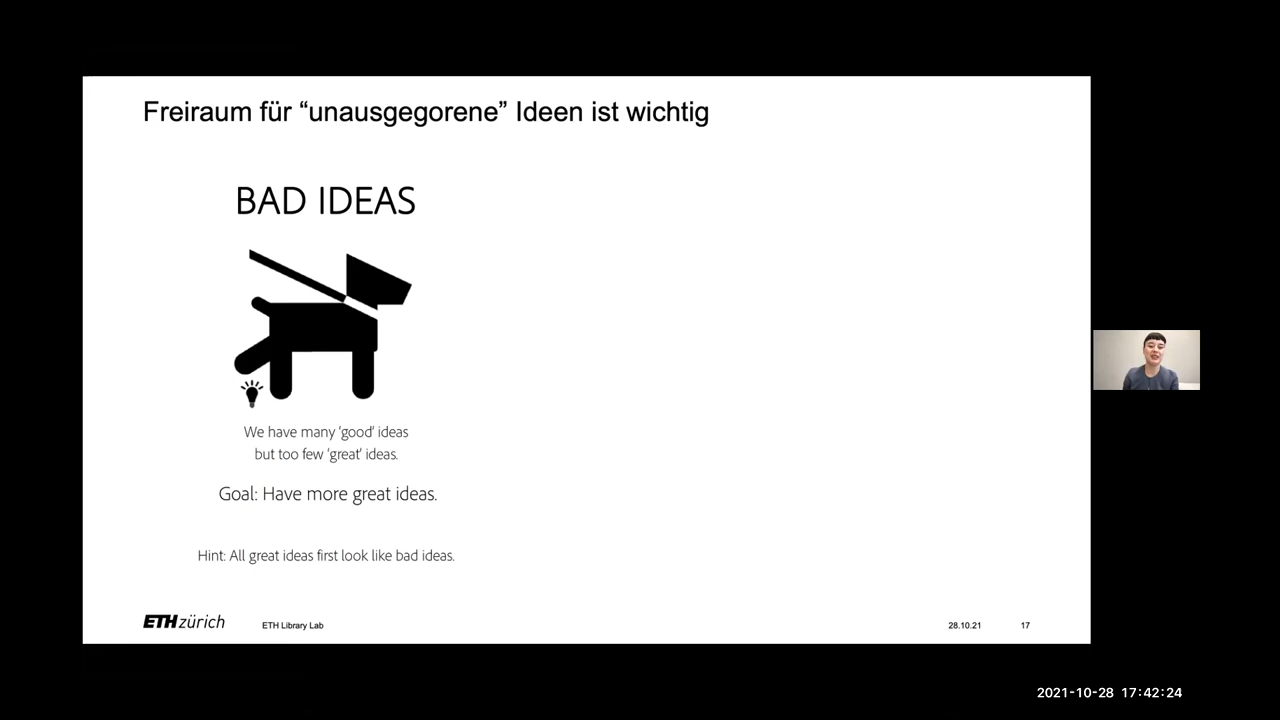 Freiraum für “unausgegorene” Ideen ist wichtig
BAD IDEAS
We have many ‘good’ ideas
but too few ‘great’ ideas.
Goal: Have more great ideas.
Hint: All great ideas first look like bad ideas.
ETH zürich
ETH Library Lab
28.10.21
17
2021-10-28 17:42:24